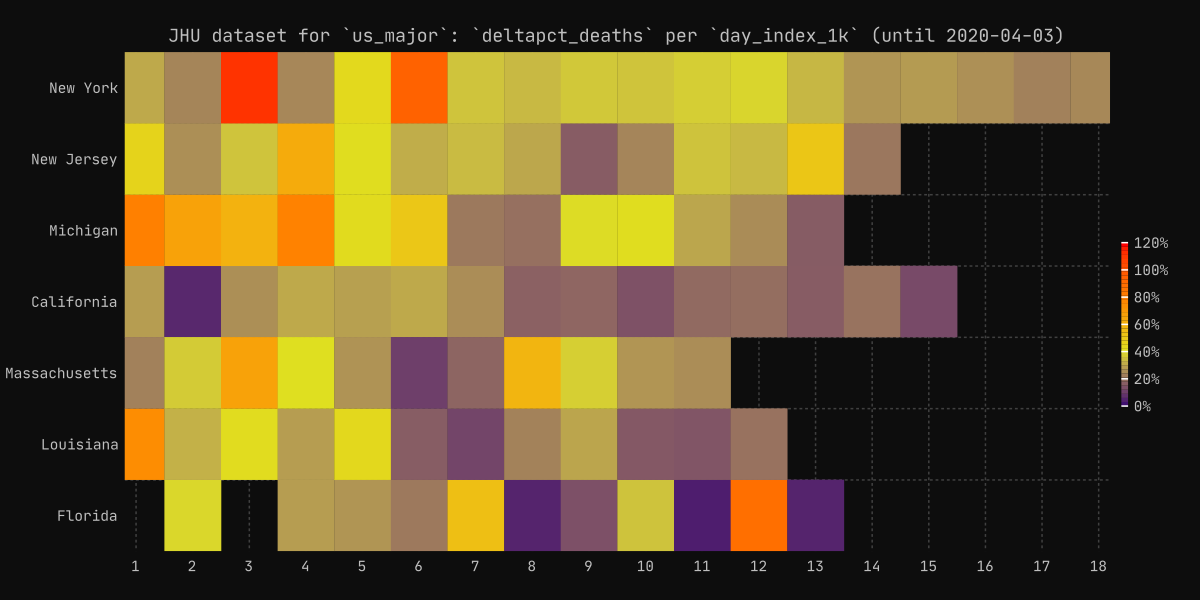 JHU dataset for `us_major`: `deltapct_deaths` per `day_index_1k` (until 2020-04-03)
New York
New Jersey
Michigan
California
Massachusetts
Louisiana
Florida
120%
100%
80%
60%
40%
20%
0%
1 2 3 4 5 6 7 8 9 10 11 12 13 14 15 16 17 18